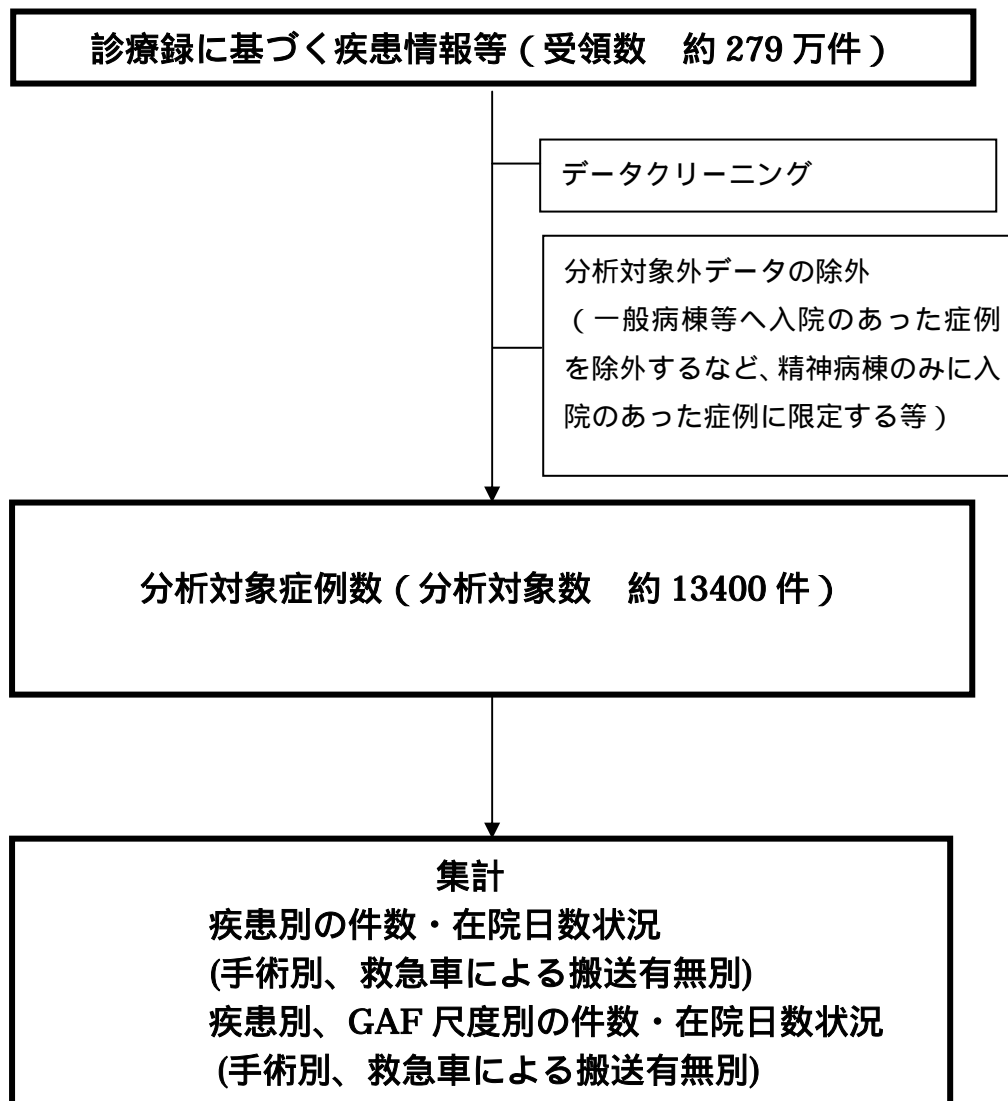 診療録に基づく疾患情報等（受領数　約 279 万件）
データクリーニング
分析対象外データの除外
（一般病棟等へ入院のあった症例
を除外するなど、精神病棟のみに入
院のあった症例に限定する等）
分析対象症例数（分析対象数　約 13400 件）
集計
疾患別の件数・在院日数状況
(手術別、救急車による搬送有無別)
疾患別、GAF 尺度別の件数・在院日数状況
(手術別、救急車による搬送有無別)